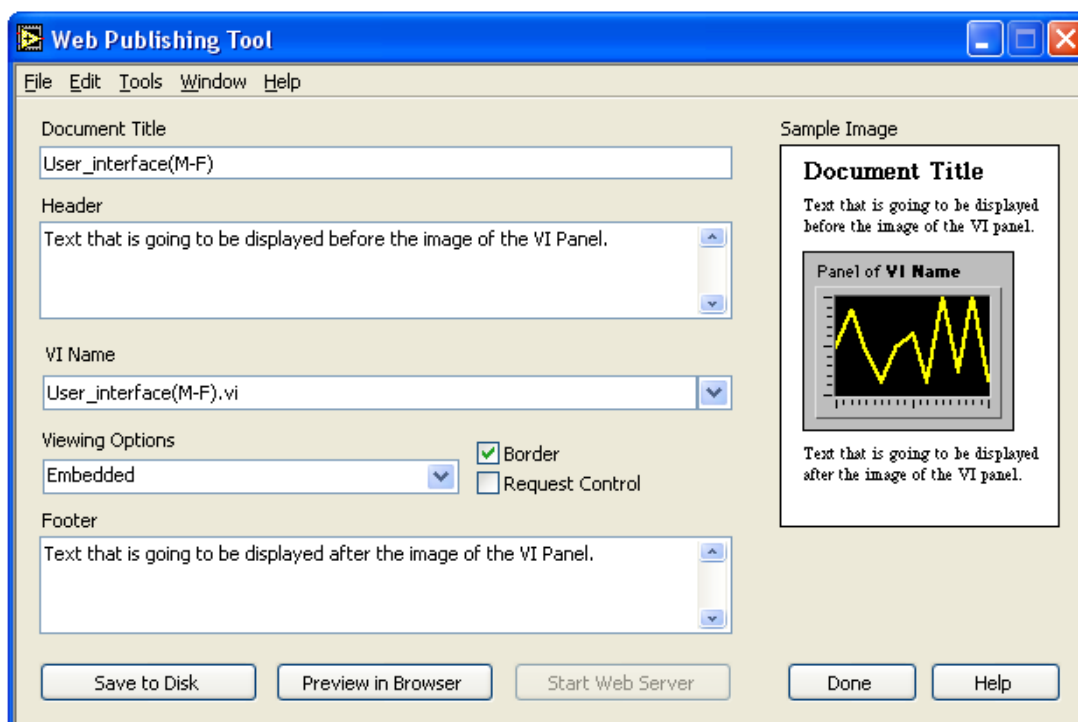 Web Publishing Tool
File Edit Tools Window Help
Document Title
User_interface(M-F)
Header
Text that is going to be displayed before the image of the VI Panel.
VI Name
User_interface(M-F).vi
Viewing Options
Embedded
Border
Request Control
Footer
Text that is going to be displayed after the image of the VI Panel.
Sample Image
Document Title
Text that is going to be displayed
before the image of the VI panel.
Panel of VI Name
Text that is going to be displayed
after the image of the VI panel.
Save to Disk
Preview in Browser
Start Web Server
Done
Help